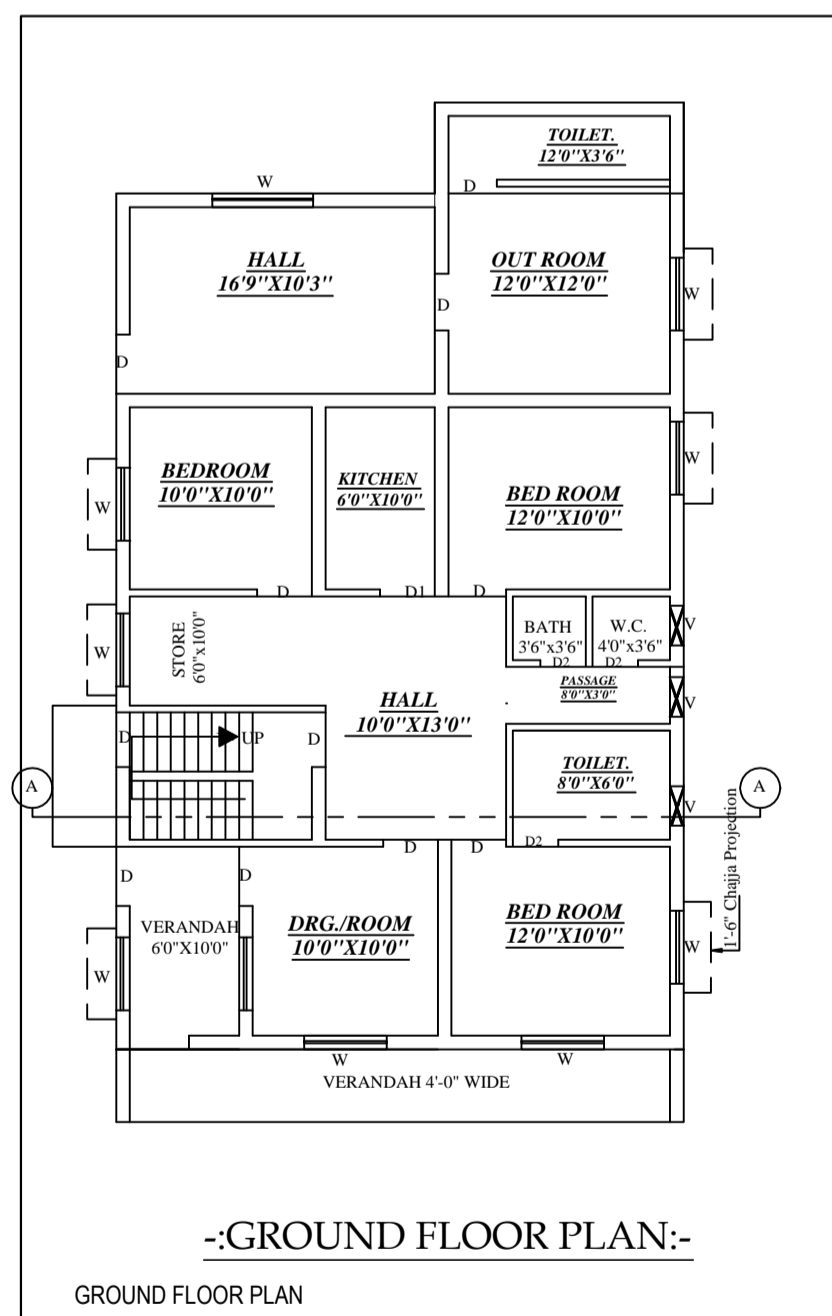 TOILET.
12'0"X3'6"
W
D
HALL
16'9"X10'3"
OUT ROOM
12'0"X12'0"
W
D
D
BEDROOM
10'0"X10'0"
KITCHEN
6'0"X10'0"
BED ROOM
12'0"X10'0"
W
W
D
D1
D
STORE
6'0"x10'0"
BATH
3'6"x3'6"
W.C.
4'0"x3'6"
V
W
D2
D2
PASSAGE
8'0"X3'0"
V
HALL
10'0"X13'0"
D
UP
D
TOILET.
8'0"X6'0"
A
A
V
D
D
D2
1'-6" Chajja Projection
D
D
VERANDAH
6'0"X10'0"
DRG./ROOM
10'0"X10'0"
BED ROOM
12'0"X10'0"
W
W
W
W
VERANDAH 4'-0" WIDE
-:GROUND FLOOR PLAN:-
GROUND FLOOR PLAN